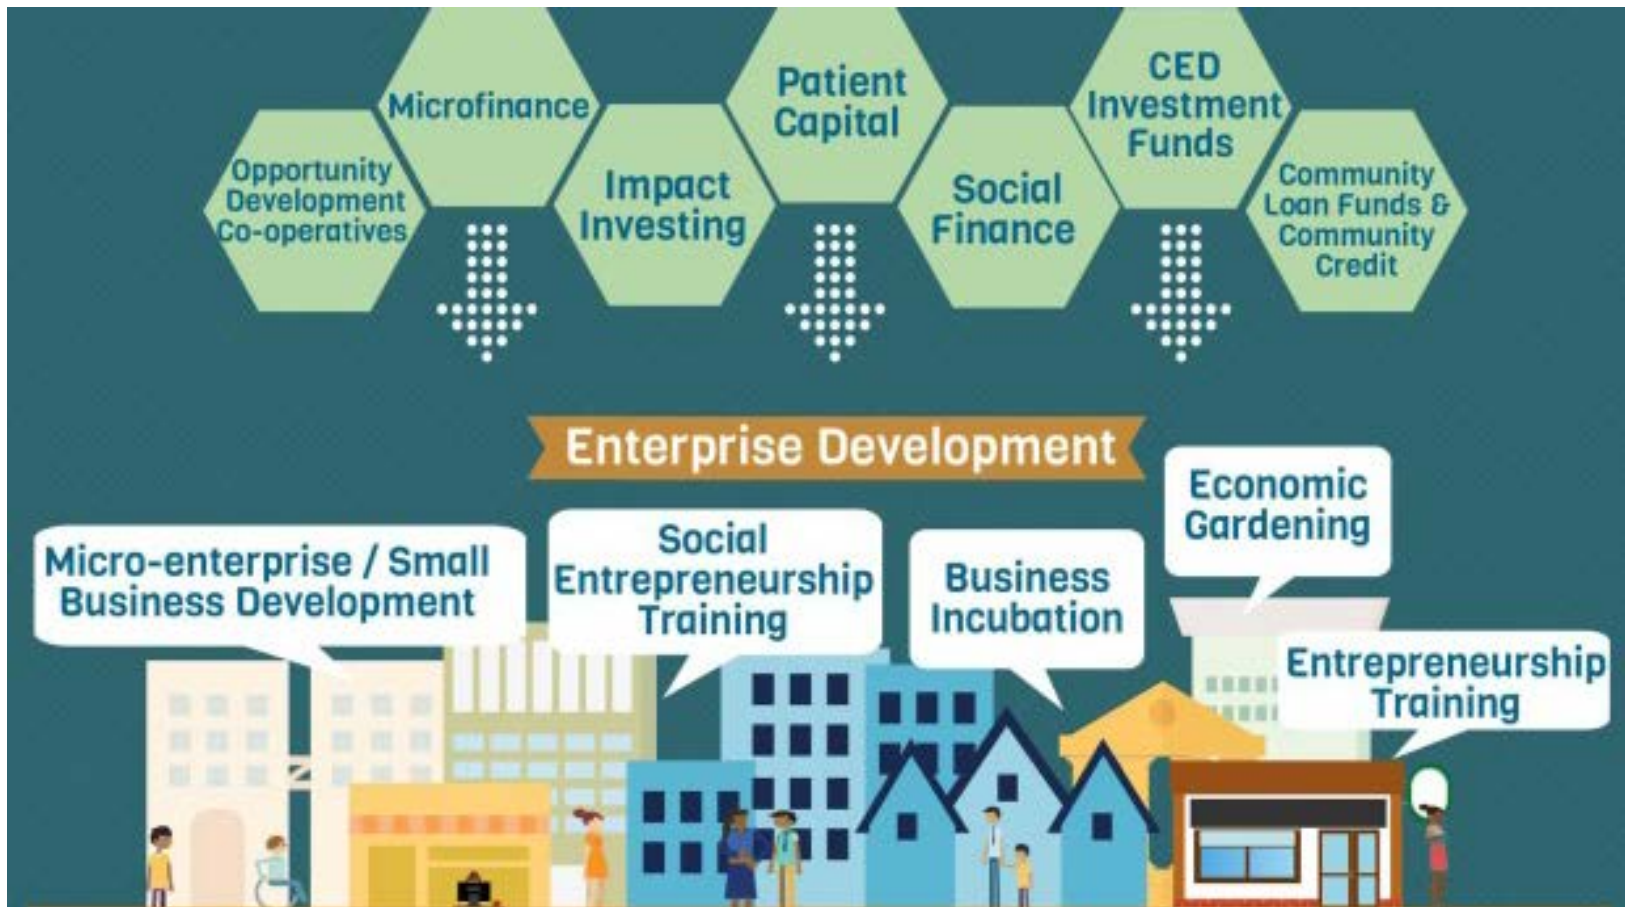 Opportunity
Development
Co-operatives
Microfinance
Impact
Investing
Patient
Capital
Social
Finance
CED
Investment
Funds
Community
Loan Funds &
Community
Credit
Enterprise Development
Micro-enterprise / Small
Business Development
Social
Entrepreneurship
Training
Business
Incubation
Economic
Gardening
Entrepreneurship
Training